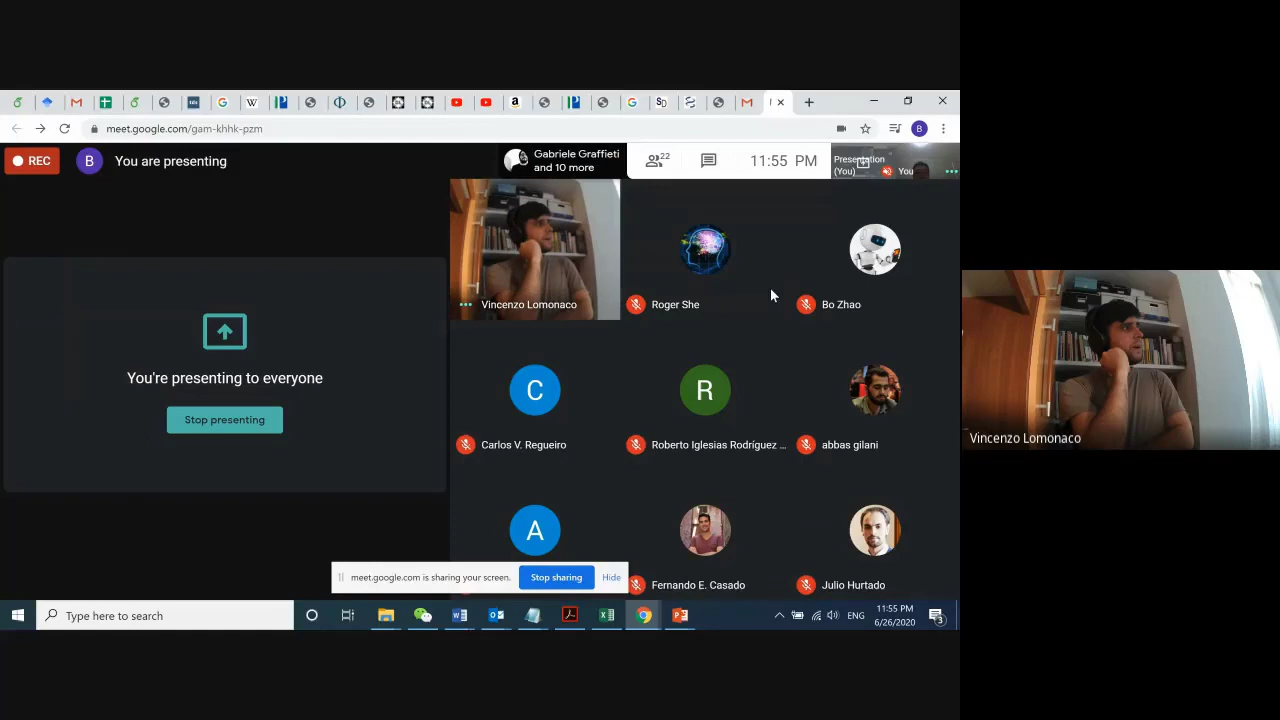 meet.google.com/gam-khhk-pzm
B
REC
B
You are presenting
Gabriele Graffieti
and 10 more
22
11:55 PM
Presentation
(You)
You
Vincenzo Lomonaco
Roger She
Bo Zhao
You're presenting to everyone
Stop presenting
C
R
Carlos V. Regueiro
Roberto Iglesias Rodríguez ...
abbas gilani
Vincenzo Lomonaco
A
meet.google.com is sharing your screen.
Stop sharing
Hide
Fernando E. Casado
Julio Hurtado
Type here to search
ENG
11:55 PM
6/26/2020
3